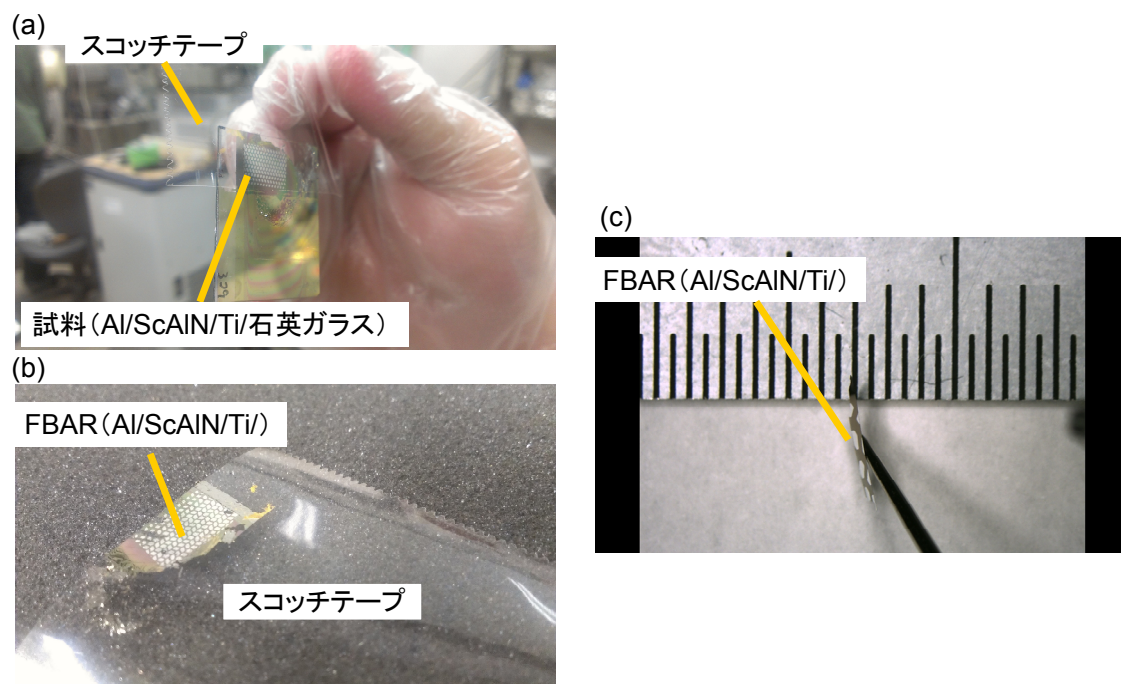 (a)
スコッチテープ
試料（Al/ScAlN/Ti/石英ガラス）
(b)
FBAR（Al/ScAlN/Ti/）
スコッチテープ
(c)
FBAR（Al/ScAlN/Ti/）